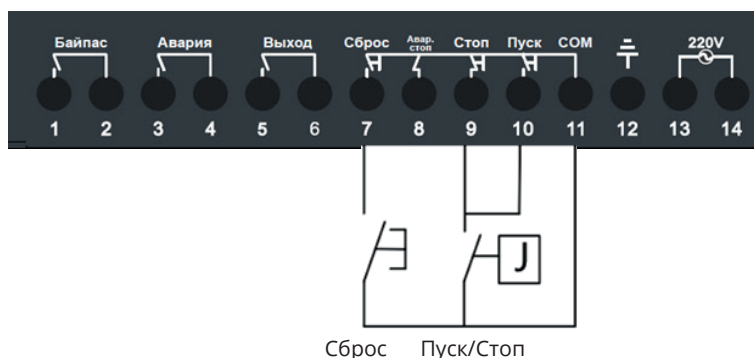 Байпас Авария Выход Сброс Авар. стоп Стоп Пуск COM 220V
1 2 3 4 5 6 7 8 9 10 11 12 13 14
J
Сброс Пуск/Стоп